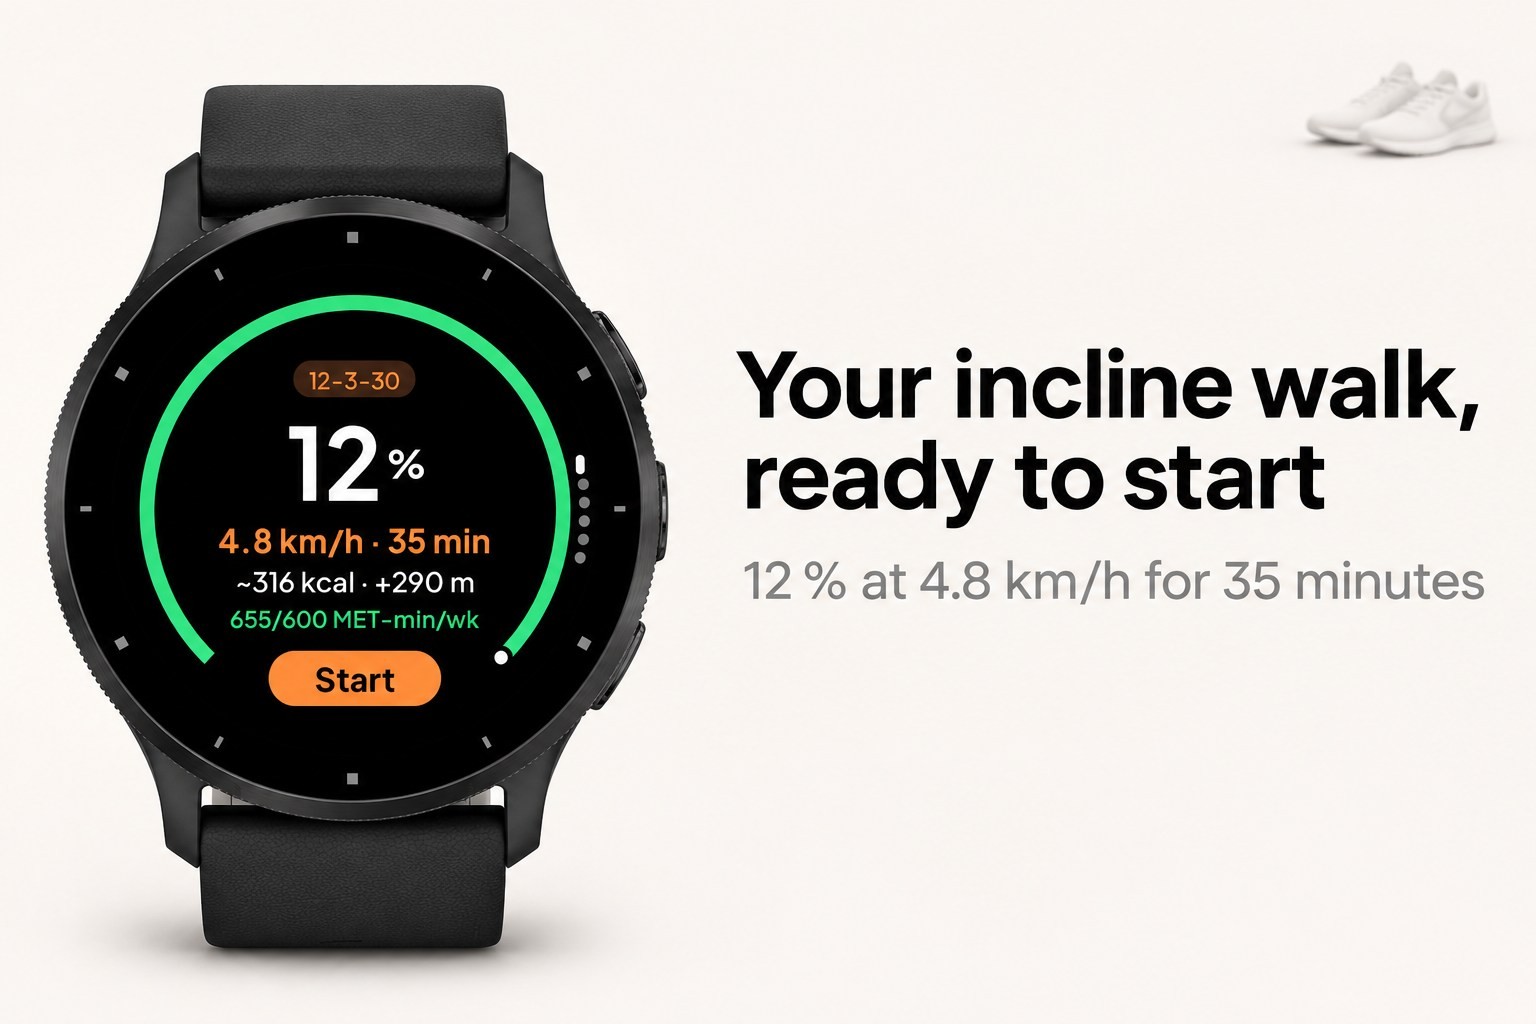 12-3-30
12 %
4.8 km/h · 35 min
~316 kcal · +290 m
655/600 MET-min/wk
Start
Your incline walk,
ready to start
12 % at 4.8 km/h for 35 minutes